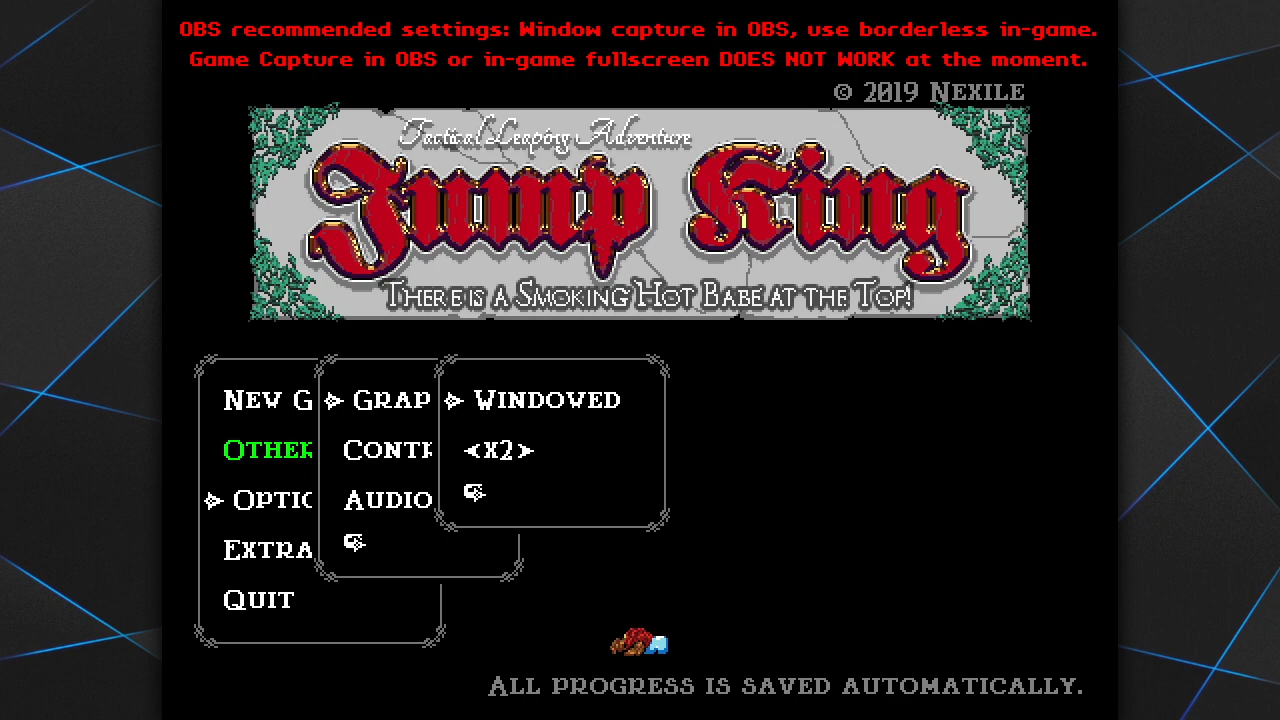 OBS recommended settings: Window capture in OBS, use borderless in-game.
Game Capture in OBS or in-game fullscreen DOES NOT WORK at the moment.
© 2019 Nexile
Tactical Leaping Adventure
Jump King
There is a Smoking Hot Babe at the Top!
New G
Other
Optio
Extra
Quit
Grap
Contr
Audio
Windowed
<x2>
All progress is saved automatically.